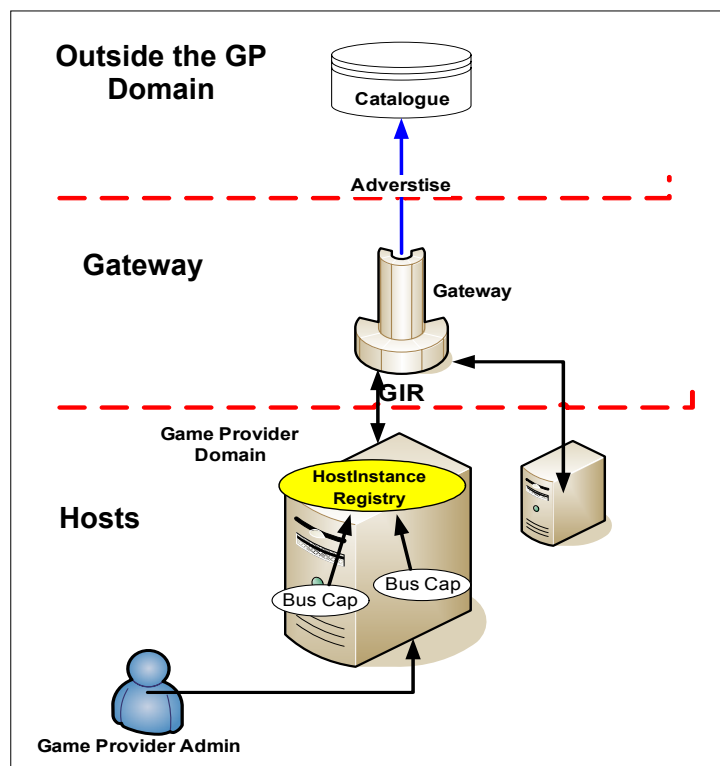 Outside the GP
Domain
Catalogue
Adverstise
Gateway
Gateway
GIR
Game Provider
Domain
HostInstance
Registry
Hosts
Bus Cap
Bus Cap
Game Provider Admin